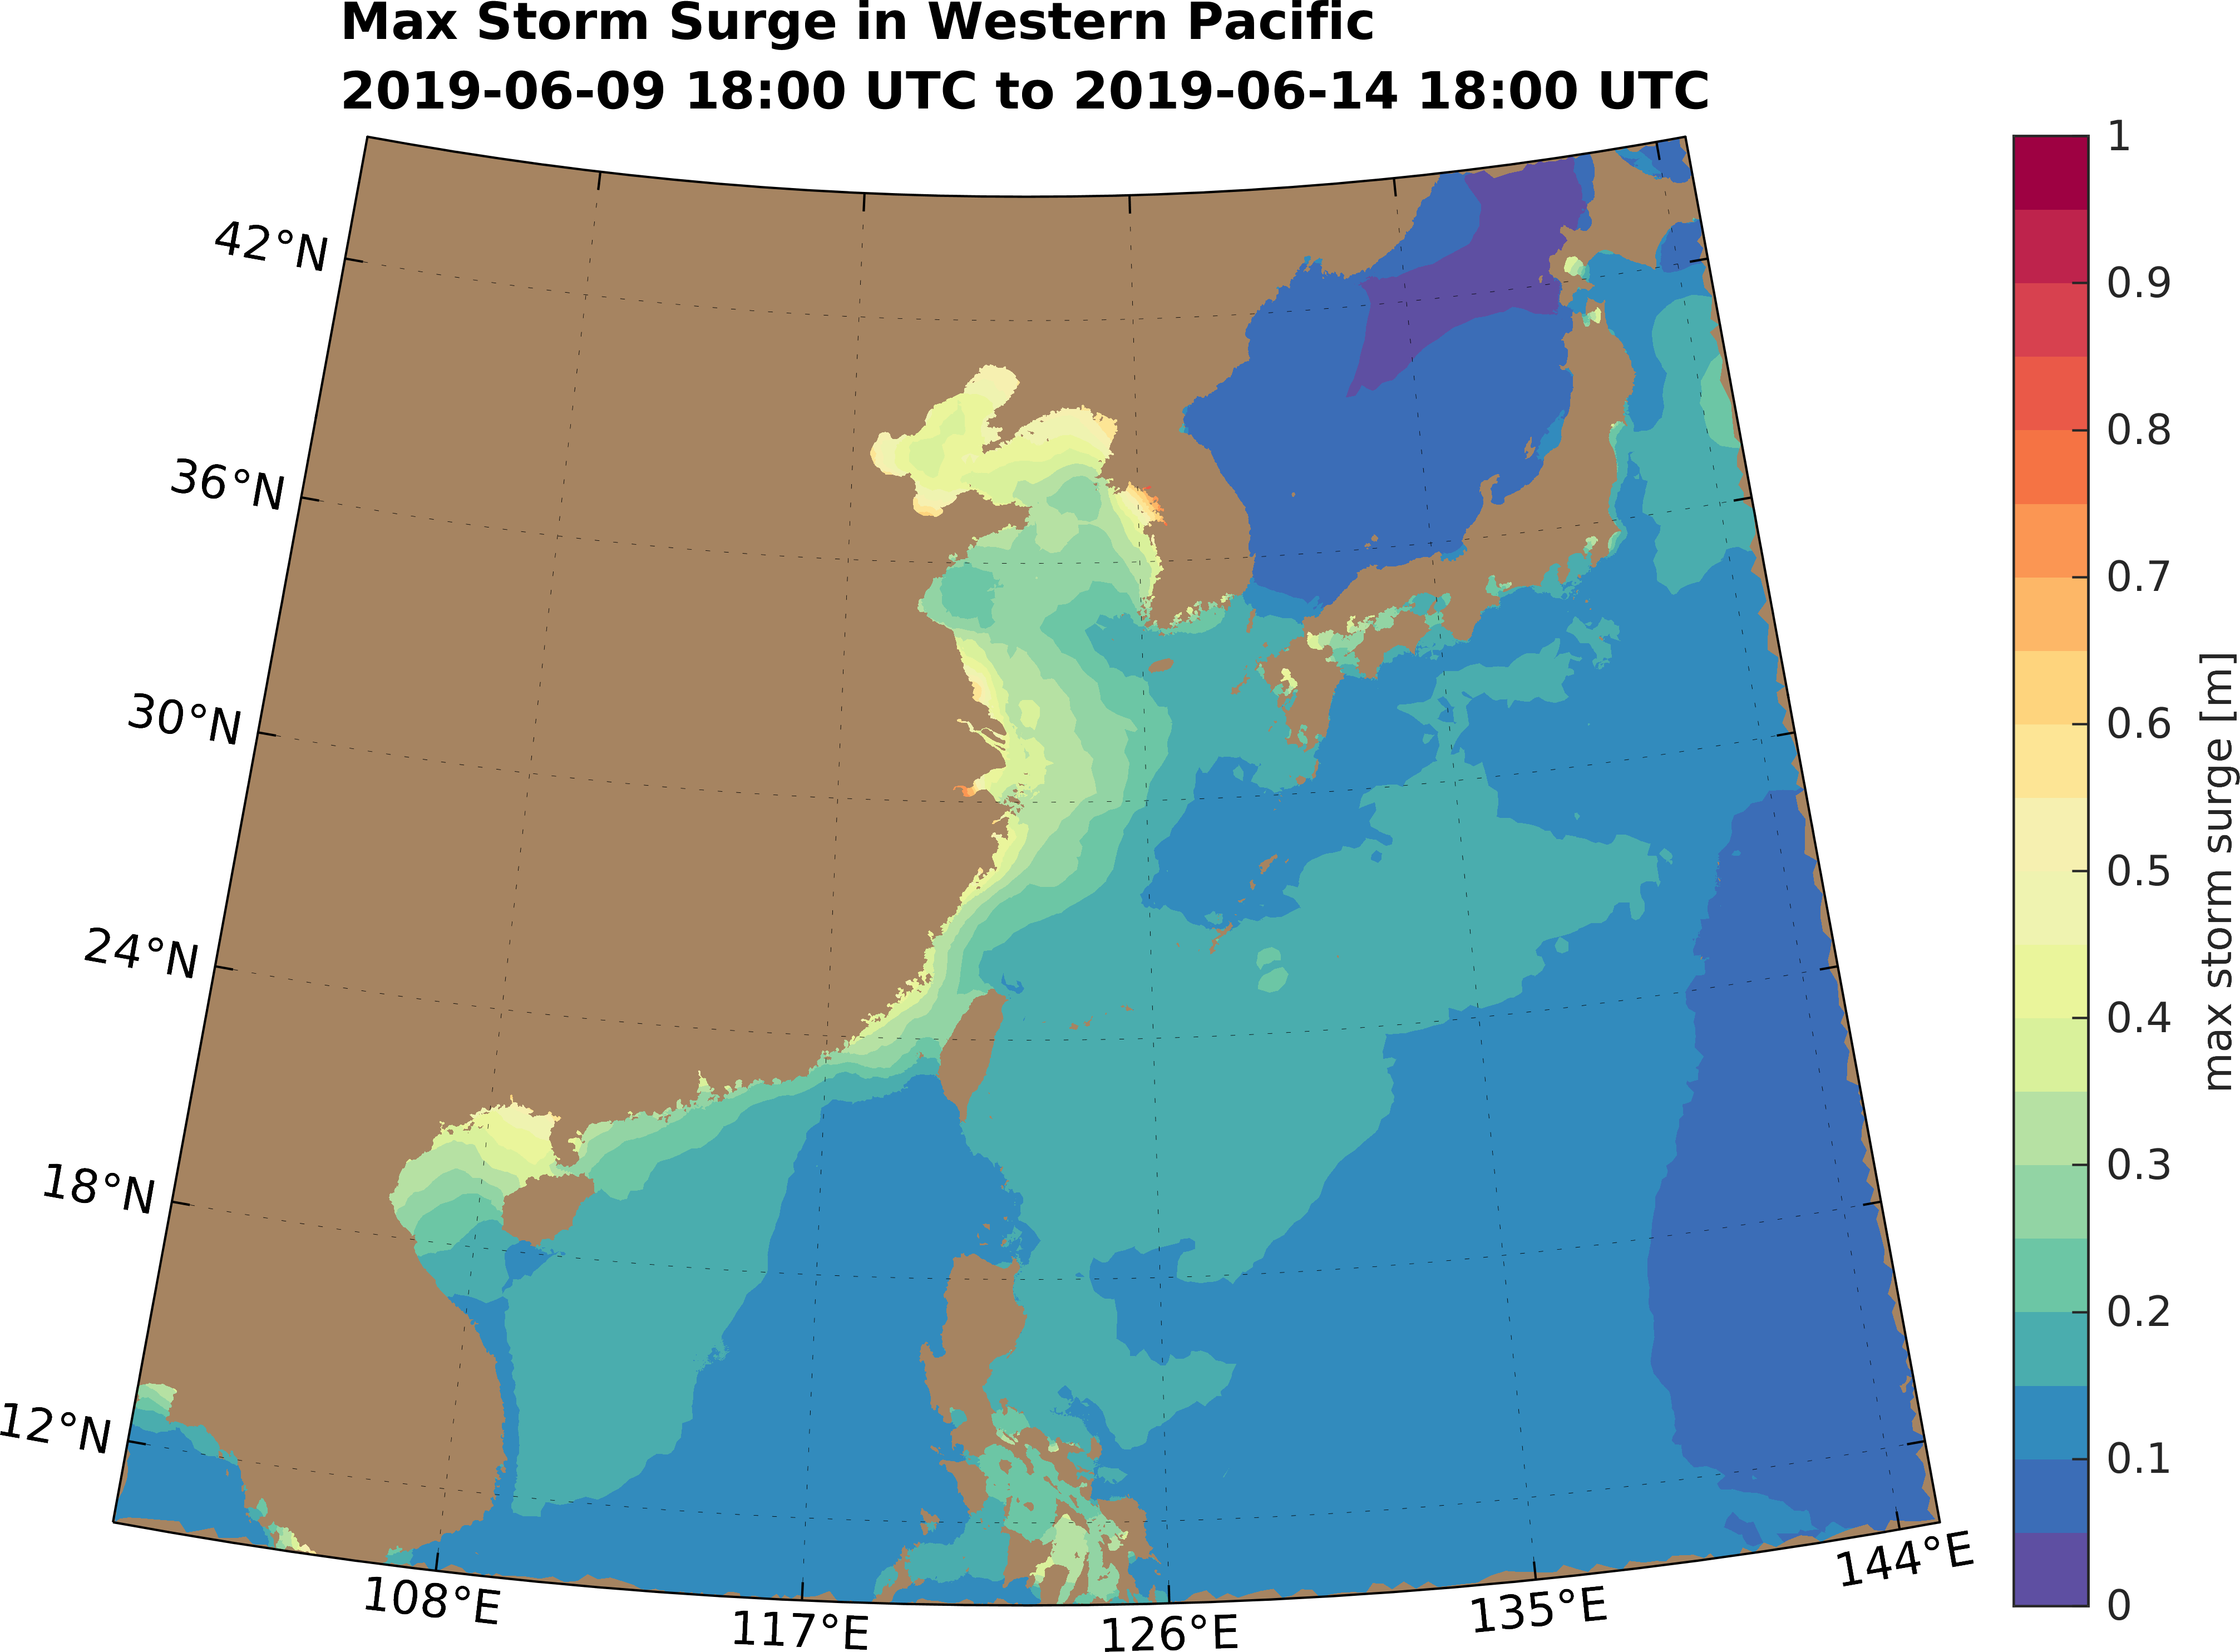 Max Storm Surge in Western Pacific
2019-06-09 18:00 UTC to 2019-06-14 18:00 UTC
42°N
36°N
30°N
24°N
18°N
12°N
108°E
117°E
126°E
135°E
144°E
1
0.9
0.8
0.7
0.6
0.5
0.4
0.3
0.2
0.1
0
max storm surge [m]